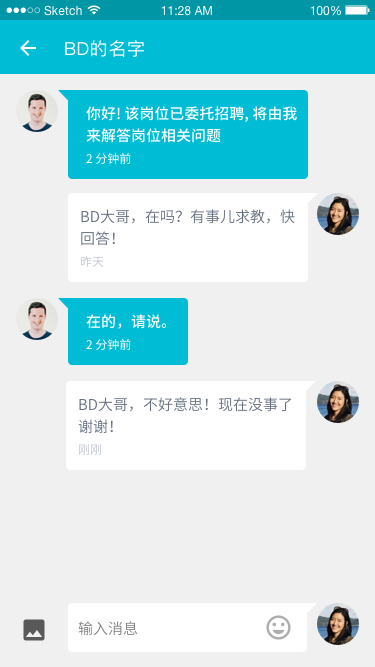 Sketch 11:28 AM 100%
BD的名字
你好! 该岗位已委托招聘, 将由我
来解答岗位相关问题
2 分钟前
BD大哥，在吗？有事儿求教，快
回答！
昨天
在的，请说。
2 分钟前
BD大哥，不好意思！现在没事了
谢谢！
刚刚
输入消息